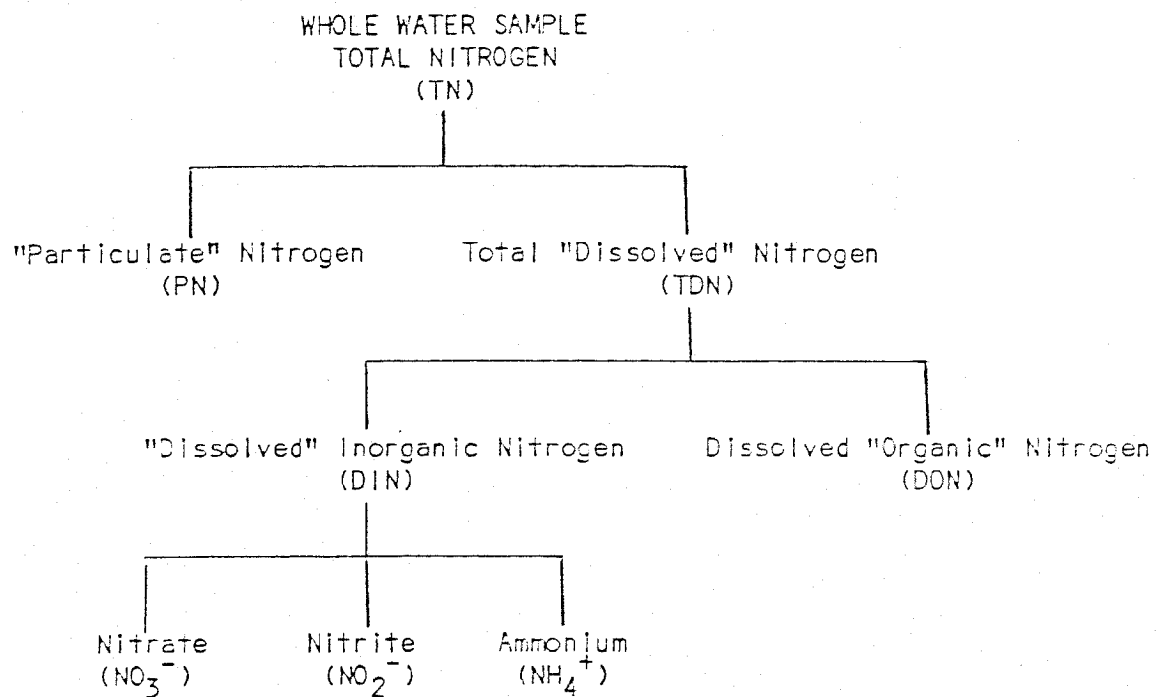 WHOLE WATER SAMPLE
TOTAL NITROGEN
(TN)
"Particulate" Nitrogen
(PN)
Total "Dissolved" Nitrogen
(TDN)
"Dissolved" Inorganic Nitrogen
(DIN)
Dissolved "Organic" Nitrogen
(DON)
Nitrate
(NO₃⁻)
Nitrite
(NO₂⁻)
Ammonium
(NH₄⁺)